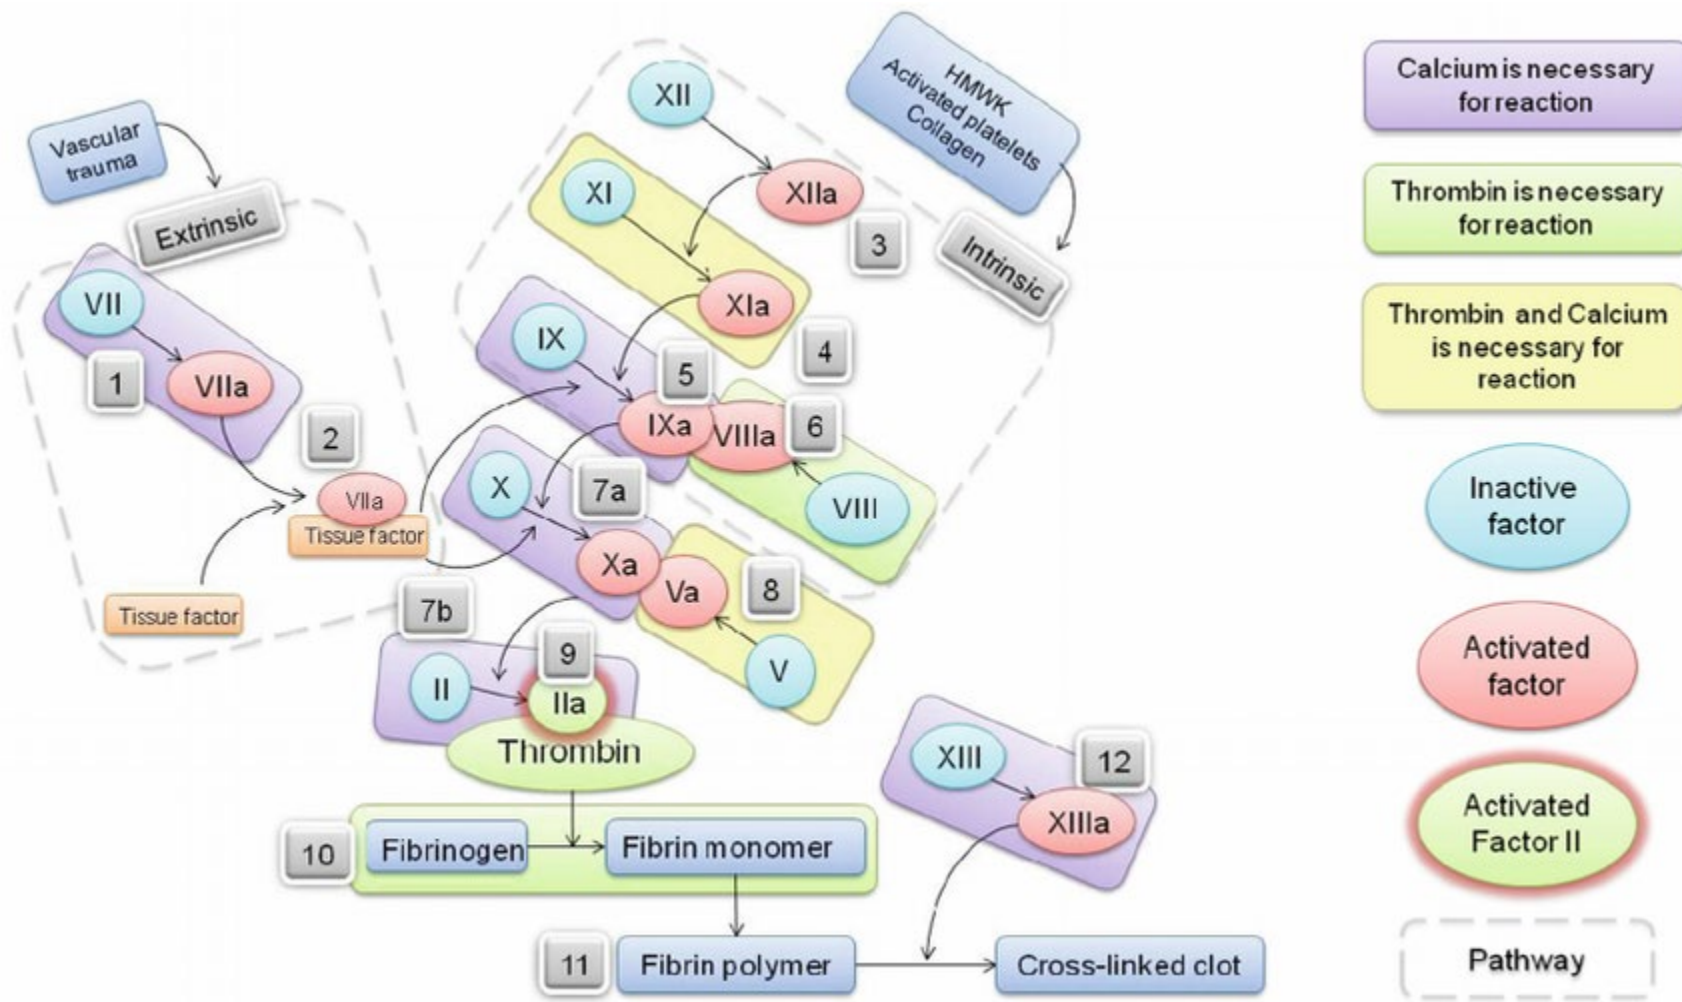 Vascular
trauma
Extrinsic
VII
1
VIIa
2
VIIa
Tissue factor
Tissue factor
XII
HMWK
Activated platelets
Collagen
XI
XIIa
3
Intrinsic
XIa
IX
4
5
IXa
VIIIa
6
X
7a
VIII
Xa
Va
8
7b
V
II
9
IIa
Thrombin
10
Fibrinogen
Fibrin monomer
XIII
12
XIIIa
11
Fibrin polymer
Cross-linked clot
Calcium is necessary
for reaction
Thrombin is necessary
for reaction
Thrombin and Calcium
is necessary for
reaction
Inactive
factor
Activated
factor
Activated
Factor II
Pathway